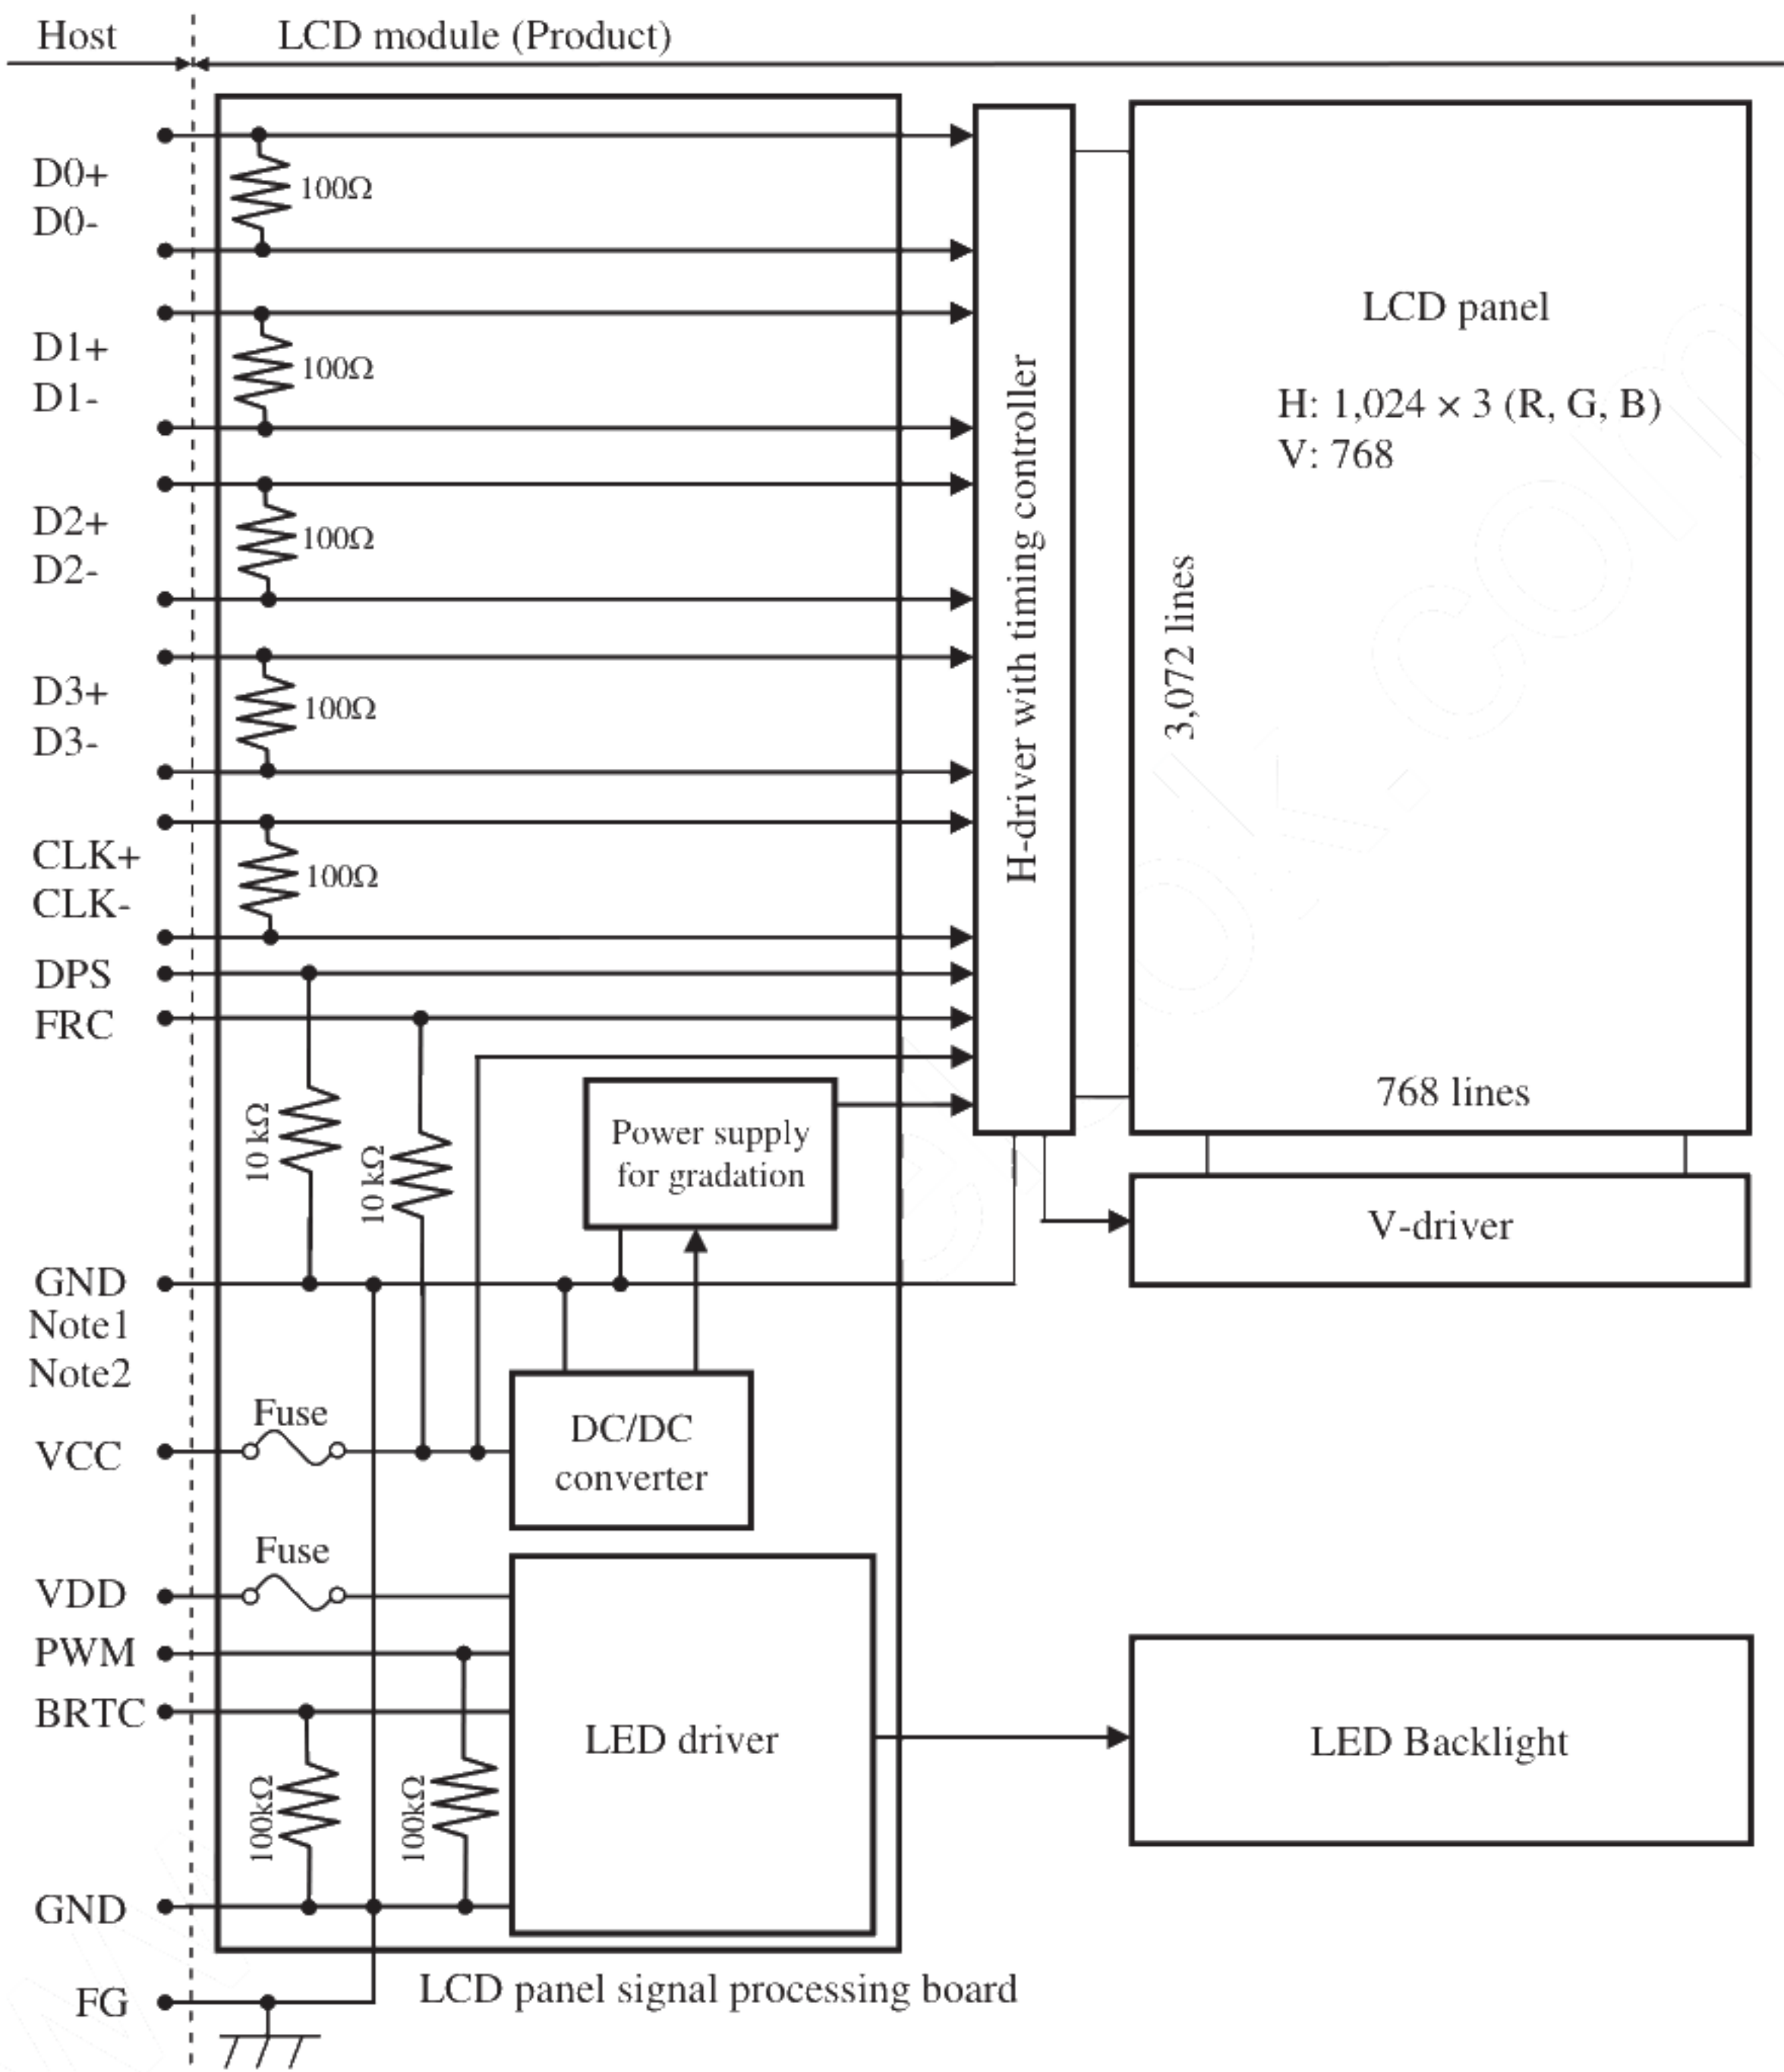 Host
LCD module (Product)
D0+
D0-
100Ω
D1+
D1-
100Ω
D2+
D2-
100Ω
D3+
D3-
100Ω
CLK+
CLK-
100Ω
DPS
FRC
10 kΩ
10 kΩ
Power supply
for gradation
H-driver with timing controller
LCD panel
H: 1,024 × 3 (R, G, B)
V: 768
3,072 lines
768 lines
V-driver
GND
Note1
Note2
Fuse
VCC
DC/DC
converter
Fuse
VDD
PWM
BRTC
100kΩ
100kΩ
LED driver
LED Backlight
GND
FG
LCD panel signal processing board